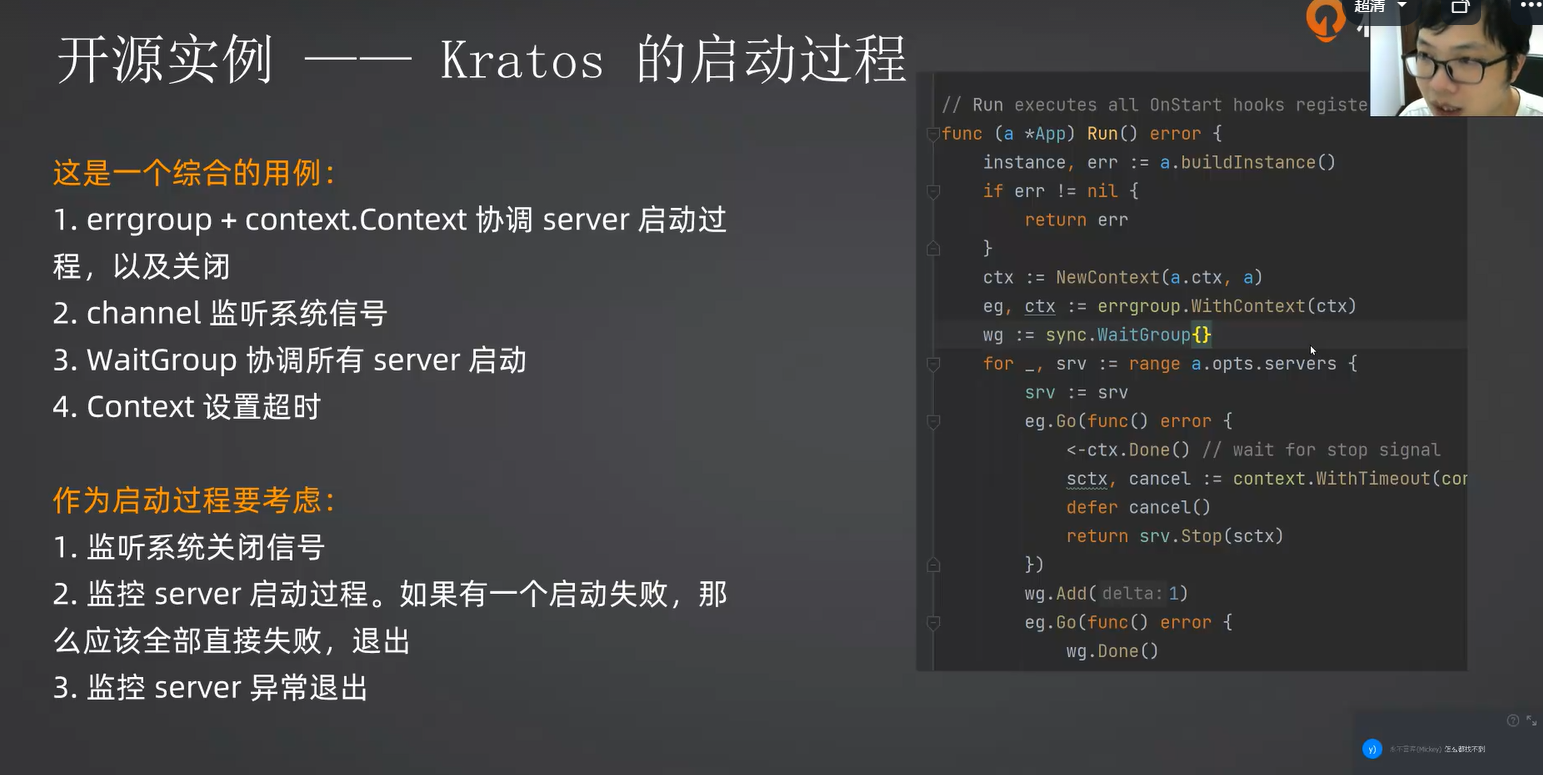 开源实例 —— Kratos 的启动过程
超清
这是一个综合的用例：
1. errgroup + context.Context 协调 server 启动过
程，以及关闭
2. channel 监听系统信号
3. WaitGroup 协调所有 server 启动
4. Context 设置超时
作为启动过程要考虑：
1. 监听系统关闭信号
2. 监控 server 启动过程。如果有一个启动失败，那
么应该全部直接失败，退出
3. 监控 server 异常退出
// Run executes all OnStart hooks registe
func (a *App) Run() error {
instance, err := a.buildInstance()
if err != nil {
return err
}
ctx := NewContext(a.ctx, a)
eg, ctx := errgroup.WithContext(ctx)
wg := sync.WaitGroup{}
for _, srv := range a.opts.servers {
srv := srv
eg.Go(func() error {
<-ctx.Done() // wait for stop signal
sctx, cancel := context.WithTimeout(con
defer cancel()
return srv.Stop(sctx)
})
wg.Add(delta: 1)
eg.Go(func() error {
wg.Done()
y) (Mickey) 怎么都找不到